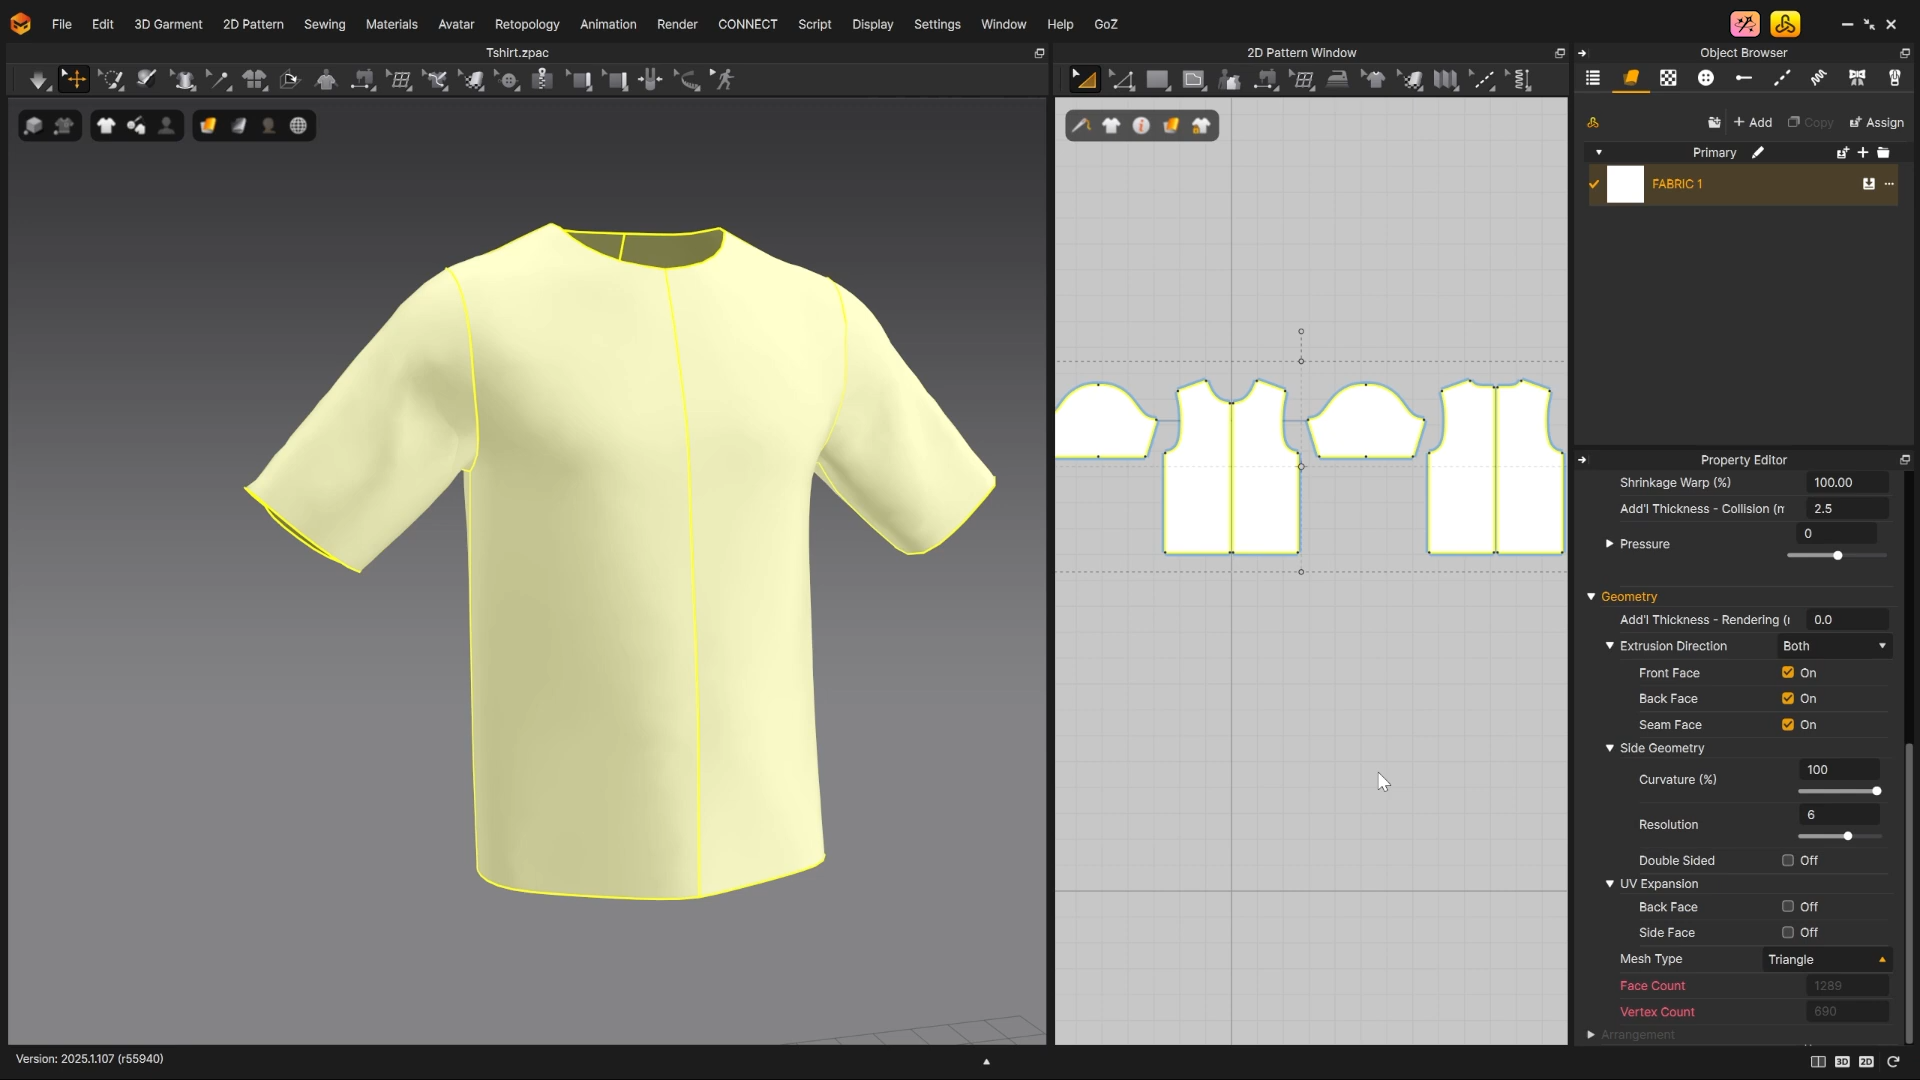 File Edit 3D Garment 2D Pattern Sewing Materials Avatar Retopology Animation Render CONNECT Script Display Settings Window Help GoZ
Tshirt.zpac
2D Pattern Window
Object Browser
+ Add Copy Assign
Primary
FABRIC 1
Property Editor
Shrinkage Warp (%) 100.00
Add'l Thickness - Collision (m 2.5
Pressure 0
Geometry
Add'l Thickness - Rendering (r 0.0
Extrusion Direction Both
Front Face On
Back Face On
Seam Face On
Side Geometry
Curvature (%) 100
Resolution 6
Double Sided Off
UV Expansion
Back Face Off
Side Face Off
Mesh Type Triangle
Face Count 1289
Vertex Count 690
Arrangement
Version: 2025.1.107 (r55940)
3D 2D